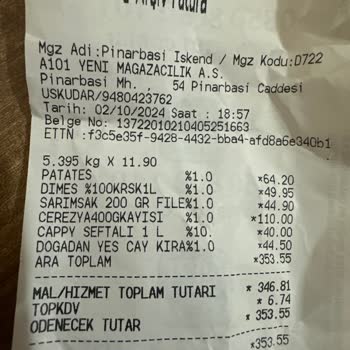 e-Arşiv Fatura
Mgz Adi :Pinarbasi Iskend / Mgz Kodu:D722
A101 YENI MAGAZACILIK A.S.
Pinarbasi Mh. , 54 Pinarbasi Caddesi
USKUDAR/9480423762
Tarih: 02/10/2024 Saat : 18:57
Belge No: 13722010210405251663
ETTN :f3c5e35f-9428-4432-bba4-afd8a6e340b1
5.395 kg X 11.90
PATATES %1.0 *64.20
DIMES %100KRSK1L %1.0 *49.95
SARIMSAK 200 GR FILE%1.0 *44.90
CEREZYA400GKAYISI %1.0 *110.00
CAPPY SEFTALI 1 L %10. *40.00
DOGADAN YES CAY KIRA%1.0 *44.50
ARA TOPLAM *353.55
MAL/HIZMET TOPLAM TUTARI * 346.81
TOPKDV * 6.74
ODENECEK TUTAR * 353.55
*353.55